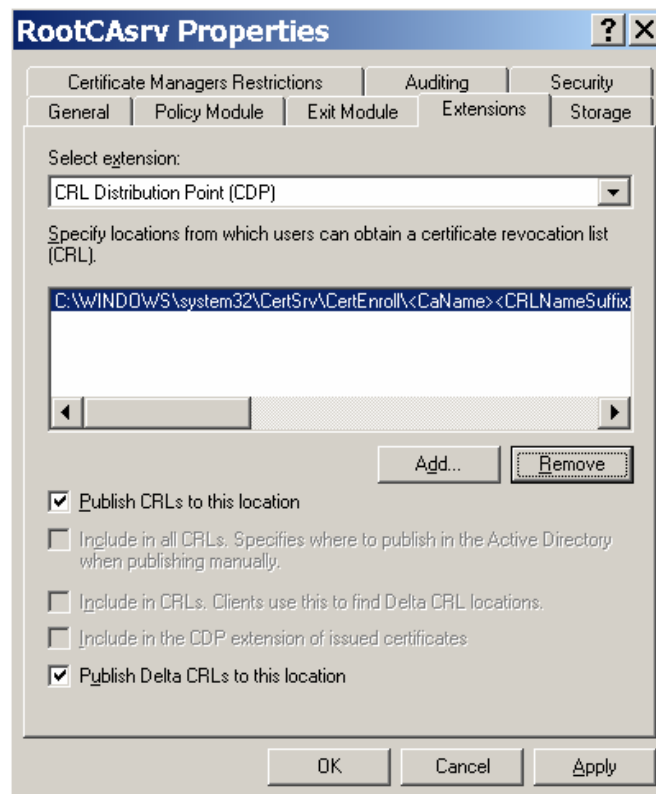 RootCAsrv Properties
Certificate Managers Restrictions Auditing Security
General Policy Module Exit Module Extensions Storage
Select extension:
CRL Distribution Point (CDP)
Specify locations from which users can obtain a certificate revocation list
(CRL).
C:\WINDOWS\system32\CertSrv\CertEnroll\<CaName><CRLNameSuffix
Add... Remove
Publish CRLs to this location
Include in all CRLs. Specifies where to publish in the Active Directory
when publishing manually.
Include in CRLs. Clients use this to find Delta CRL locations.
Include in the CDP extension of issued certificates
Publish Delta CRLs to this location
OK Cancel Apply